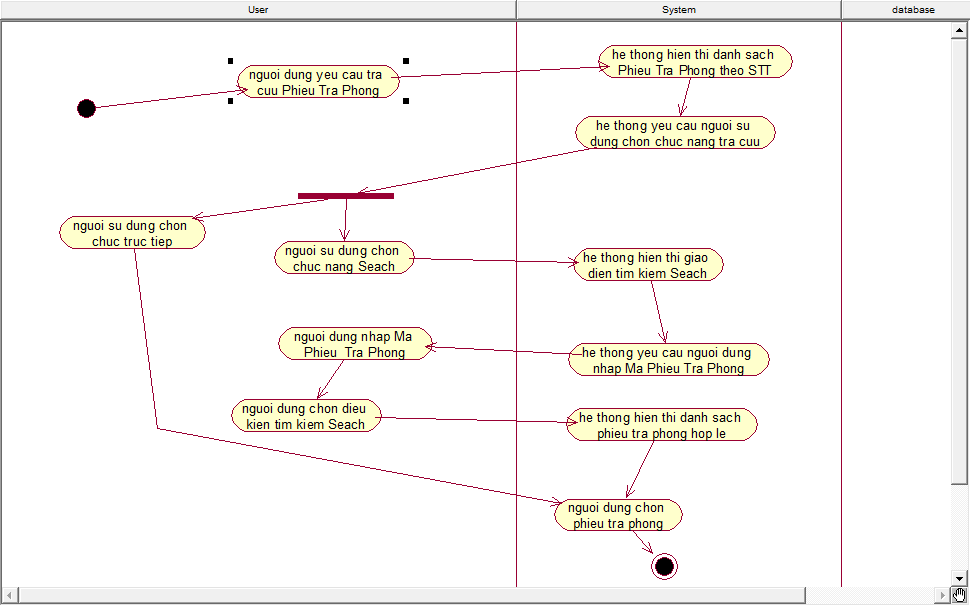 User
System
database
nguoi dung yeu cau tra
cuu Phieu Tra Phong
he thong hien thi danh sach
Phieu Tra Phong theo STT
he thong yeu cau nguoi su
dung chon chuc nang tra cuu
nguoi su dung chon
chuc truc tiep
nguoi su dung chon
chuc nang Seach
he thong hien thi giao
dien tim kiem Seach
nguoi dung nhap Ma
Phieu Tra Phong
he thong yeu cau nguoi dung
nhap Ma Phieu Tra Phong
nguoi dung chon dieu
kien tim kiem Seach
he thong hien thi danh sach
phieu tra phong hop le
nguoi dung chon
phieu tra phong